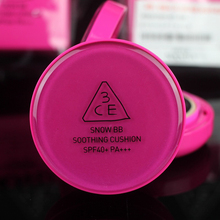 3
CE
SNOW BB
SOOTHING CUSHION
SPF40+ PA+++